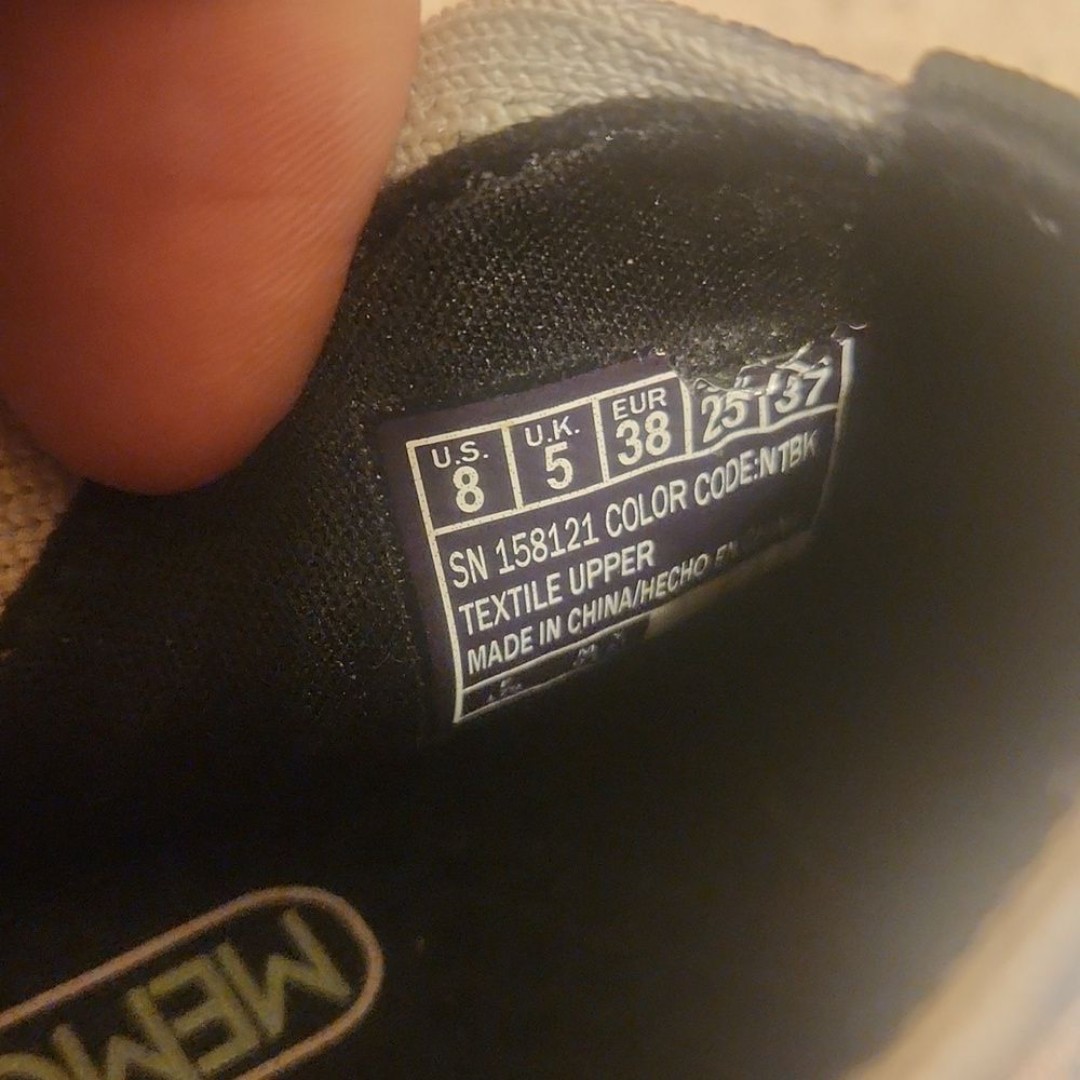 U.S. U.K. EUR
8 5 38 25 37
SN 158121 COLOR CODE:NTBK
TEXTILE UPPER
MADE IN CHINA/HECHO EN